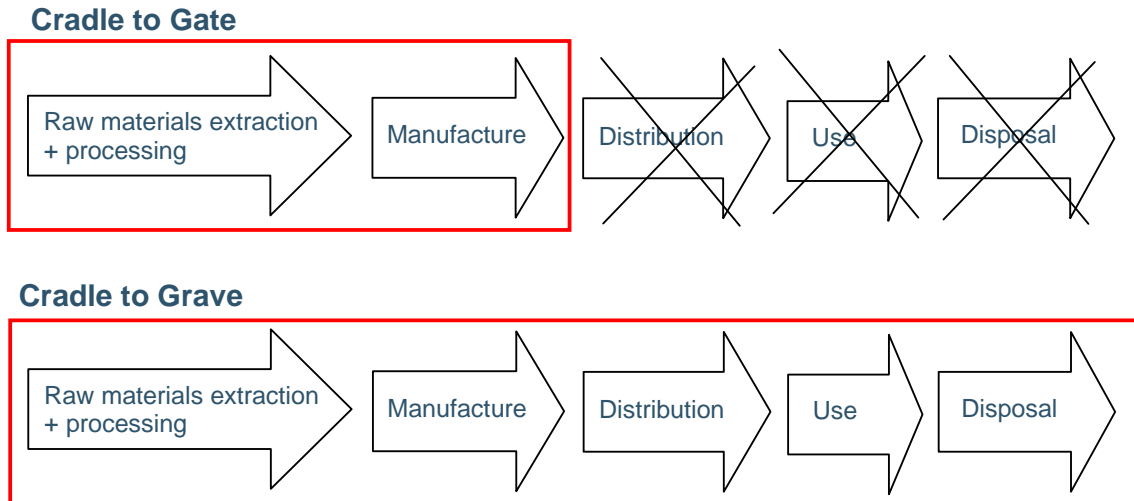 Cradle to Gate
Raw materials extraction
+ processing
Manufacture
Distribution
Use
Disposal
Cradle to Grave
Raw materials extraction
+ processing
Manufacture
Distribution
Use
Disposal